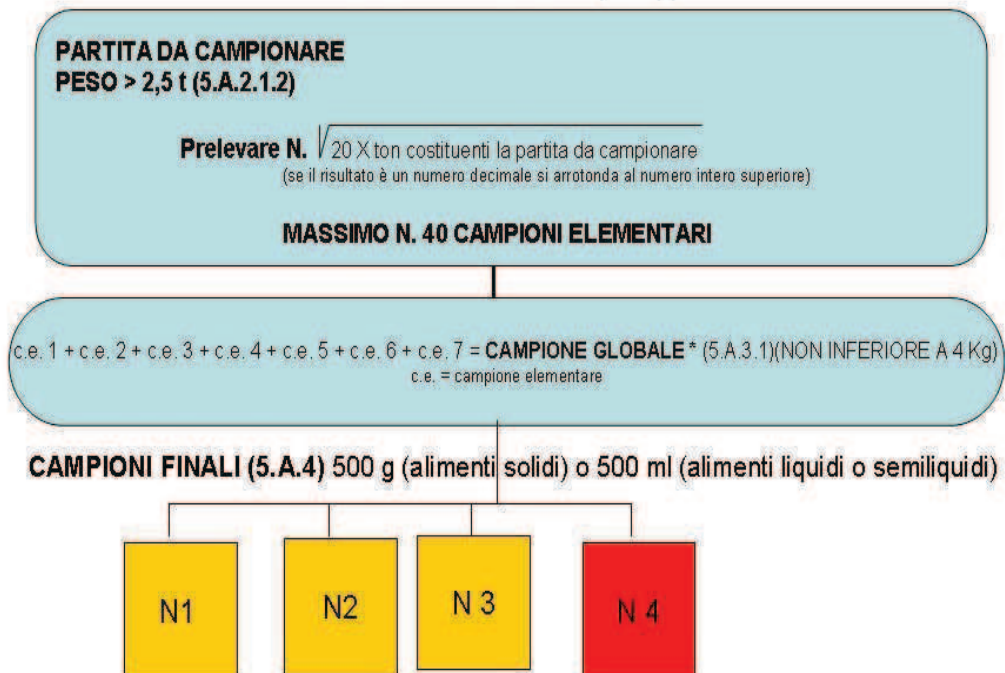 PARTITA DA CAMPIONARE
PESO > 2,5 t (5.A.2.1.2)
Prelevare N. √20 X ton costituenti la partita da campionare
(se il risultato è un numero decimale si arrotonda al numero intero superiore)
MASSIMO N. 40 CAMPIONI ELEMENTARI
c.e. 1 + c.e. 2 + c.e. 3 + c.e. 4 + c.e. 5 + c.e. 6 + c.e. 7 = CAMPIONE GLOBALE * (5.A.3.1)(NON INFERIORE A 4 Kg)
c.e. = campione elementare
CAMPIONI FINALI (5.A.4) 500 g (alimenti solidi) o 500 ml (alimenti liquidi o semiliquidi)
N1 N2 N 3 N 4